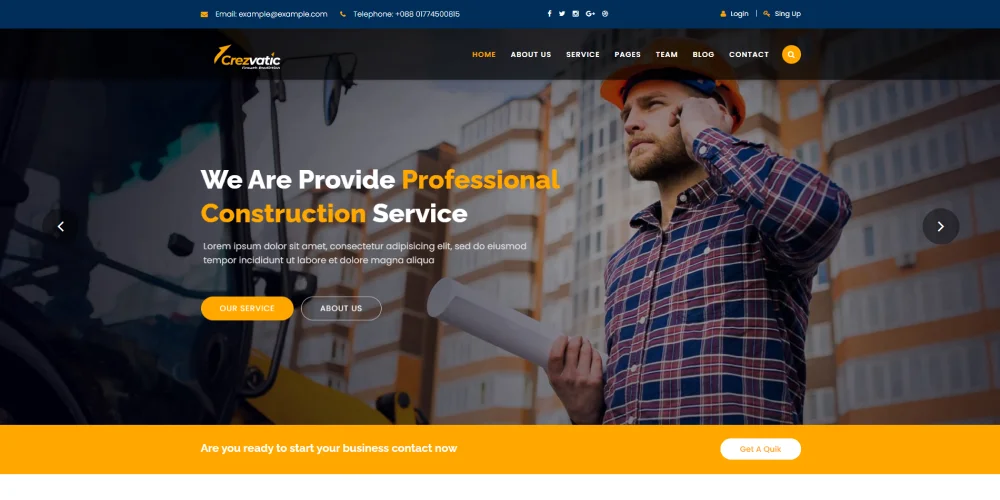 Email: example@example.com
Telephone: +088 01774500815
Login
Sing Up
Crezvatic
HOME
ABOUT US
SERVICE
PAGES
TEAM
BLOG
CONTACT
We Are Provide Professional
Construction Service
Lorem ipsum dolor sit amet, consectetur adipisicing elit, sed do eiusmod
tempor incididunt ut labore et dolore magna aliqua
OUR SERVICE
ABOUT US
Are you ready to start your business contact now
Get A Quik